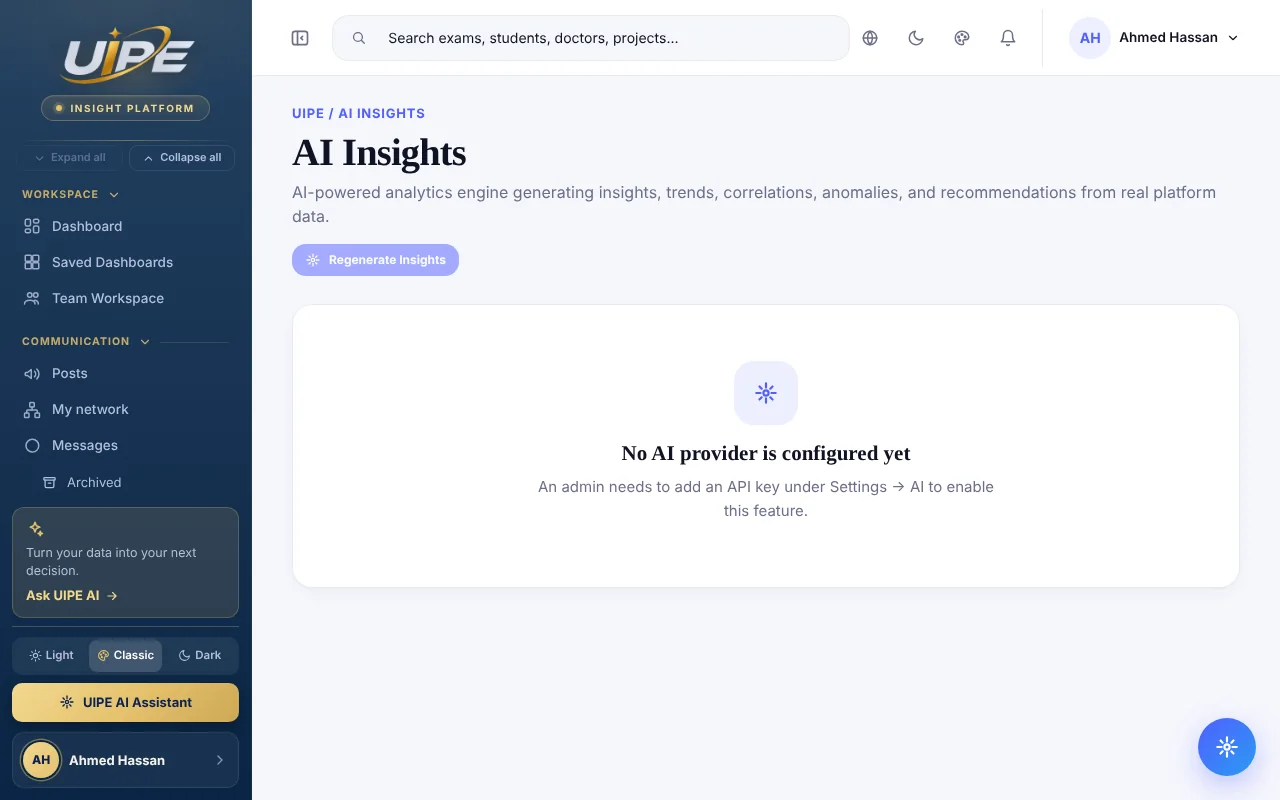 UIPE
INSIGHT PLATFORM
Expand all
Collapse all
WORKSPACE
Dashboard
Saved Dashboards
Team Workspace
COMMUNICATION
Posts
My network
Messages
Archived
Turn your data into your next
decision.
Ask UIPE AI →
Light
Classic
Dark
UIPE AI Assistant
AH
Ahmed Hassan
Search exams, students, doctors, projects...
AH
Ahmed Hassan
UIPE / AI INSIGHTS
AI Insights
AI-powered analytics engine generating insights, trends, correlations, anomalies, and recommendations from real platform
data.
Regenerate Insights
No AI provider is configured yet
An admin needs to add an API key under Settings → AI to enable
this feature.